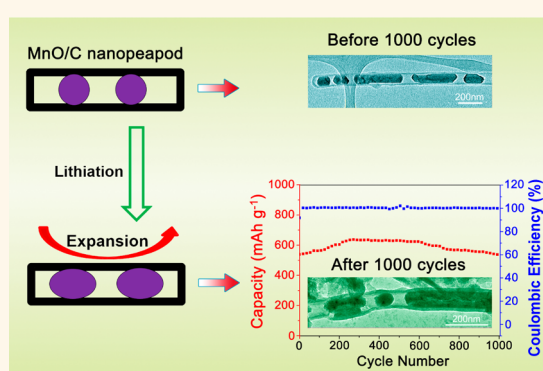 MnO/C nanopeapod
Before 1000 cycles
200nm
Lithiation
Expansion
Capacity (mAh g⁻¹)
1000
800
600
400
200
0
120
100
80
60
40
20
0
Coulombic Efficiency (%)
After 1000 cycles
200nm
0 200 400 600 800 1000
Cycle Number